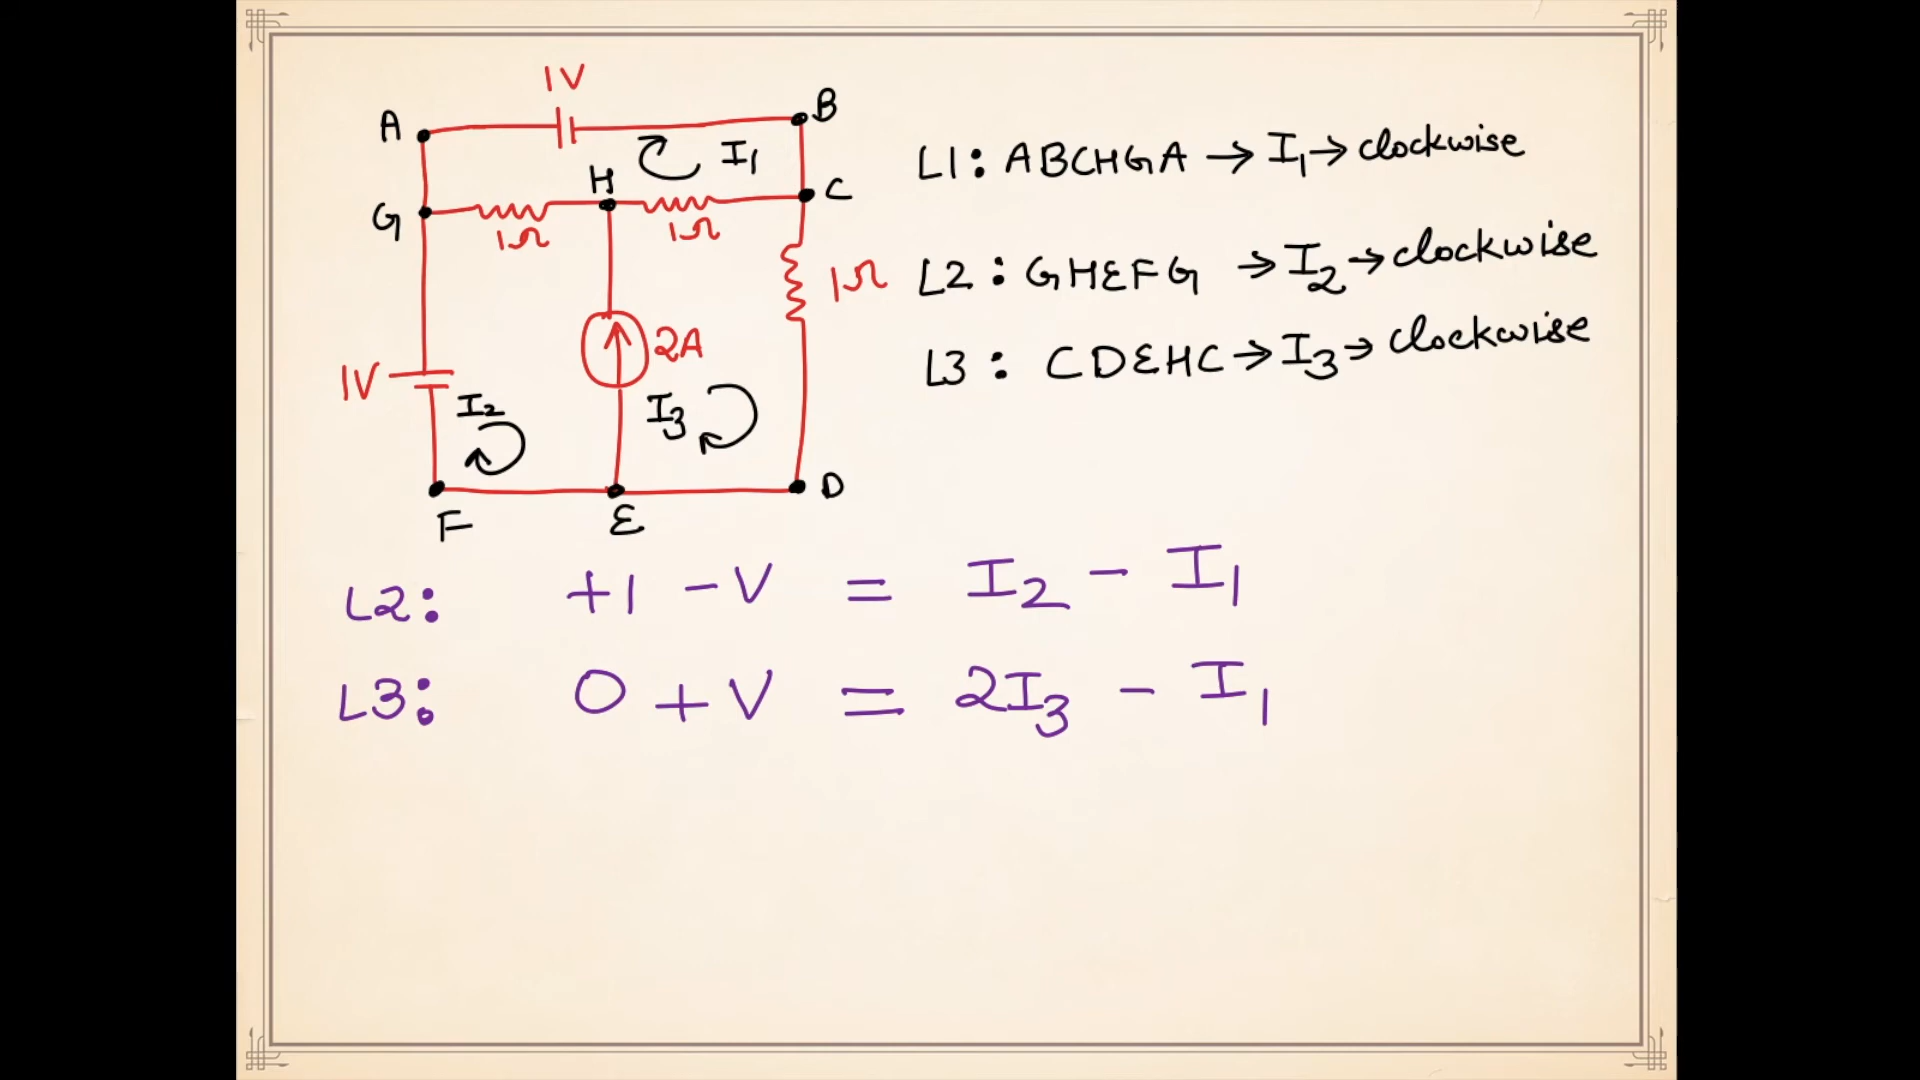 1V
A
B
I1
H
C
G
1Ω
1Ω
1Ω
2A
1V
I2
I3
F
E
D
L1: ABCHGA → I1 → clockwise
L2: GHEFG → I2 → clockwise
L3: CDEHC → I3 → clockwise
L2: +1 - V = I2 - I1
L3: 0 + V = 2I3 - I1